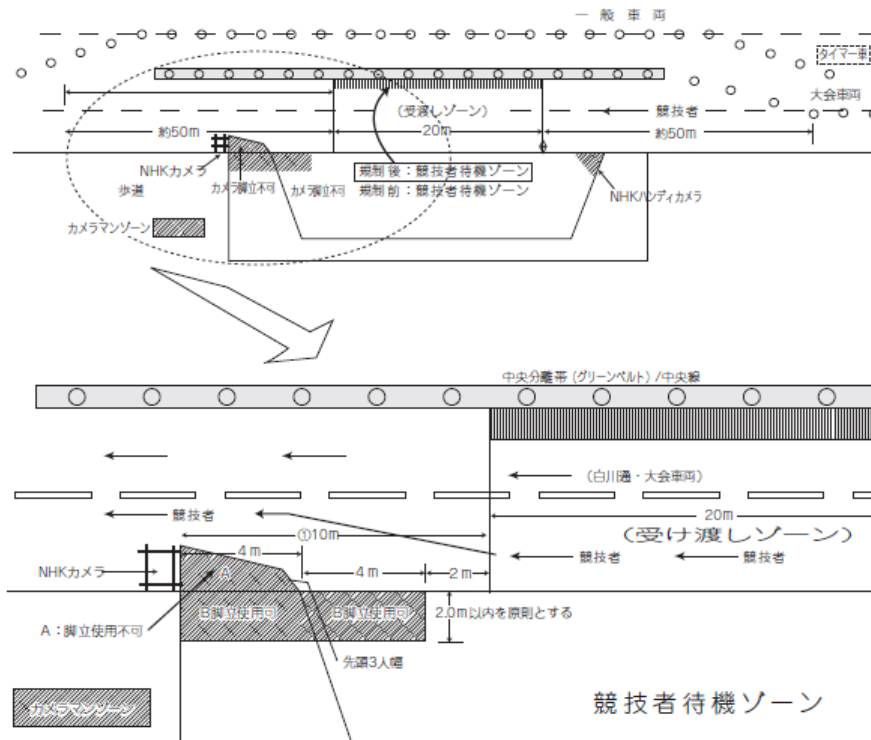 一般車両
タイマー車
大会車両
(受渡しゾーン)
競技者
約50m
20m
約50m
NHKカメラ
カメラ脚立不可
カメラ脚立不可
規制後：競技者待機ゾーン
規制前：競技者待機ゾーン
NHKハンディカメラ
歩道
カメラマンゾーン
中央分離帯(グリーンベルト)/中央線
(白川通・大会車両)
競技者
20m
①10m
(受け渡しゾーン)
4m
競技者
競技者
NHKカメラ
A
4m
2m
B脚立使用可
B脚立使用可
2.0m以内を原則とする
A：脚立使用不可
先頭3人幅
カメラマンゾーン
競技者待機ゾーン